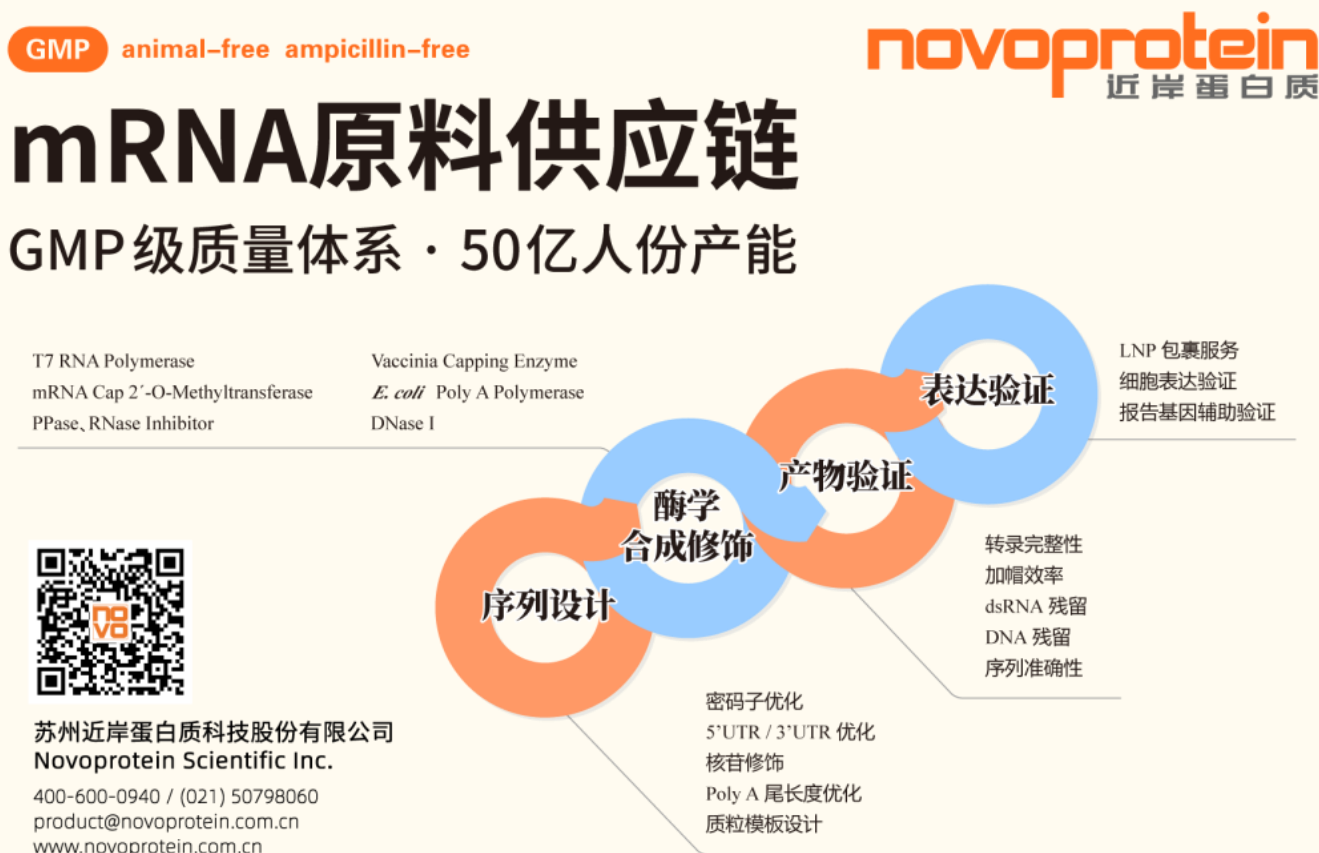 GMP animal-free ampicillin-free
novoprotein
近岸蛋白质
mRNA原料供应链
GMP级质量体系·50亿人份产能
T7 RNA Polymerase
mRNA Cap 2´-O-Methyltransferase
PPase、RNase Inhibitor
Vaccinia Capping Enzyme
E. coli Poly A Polymerase
DNase I
表达验证
LNP 包裹服务
细胞表达验证
报告基因辅助验证
产物验证
转录完整性
加帽效率
dsRNA 残留
DNA 残留
序列准确性
酶学
合成修饰
序列设计
密码子优化
5’UTR / 3’UTR 优化
核苷修饰
Poly A 尾长度优化
质粒模板设计
novo
苏州近岸蛋白质科技股份有限公司
Novoprotein Scientific Inc.
400-600-0940 / (021) 50798060
product@novoprotein.com.cn
www.novoprotein.com.cn